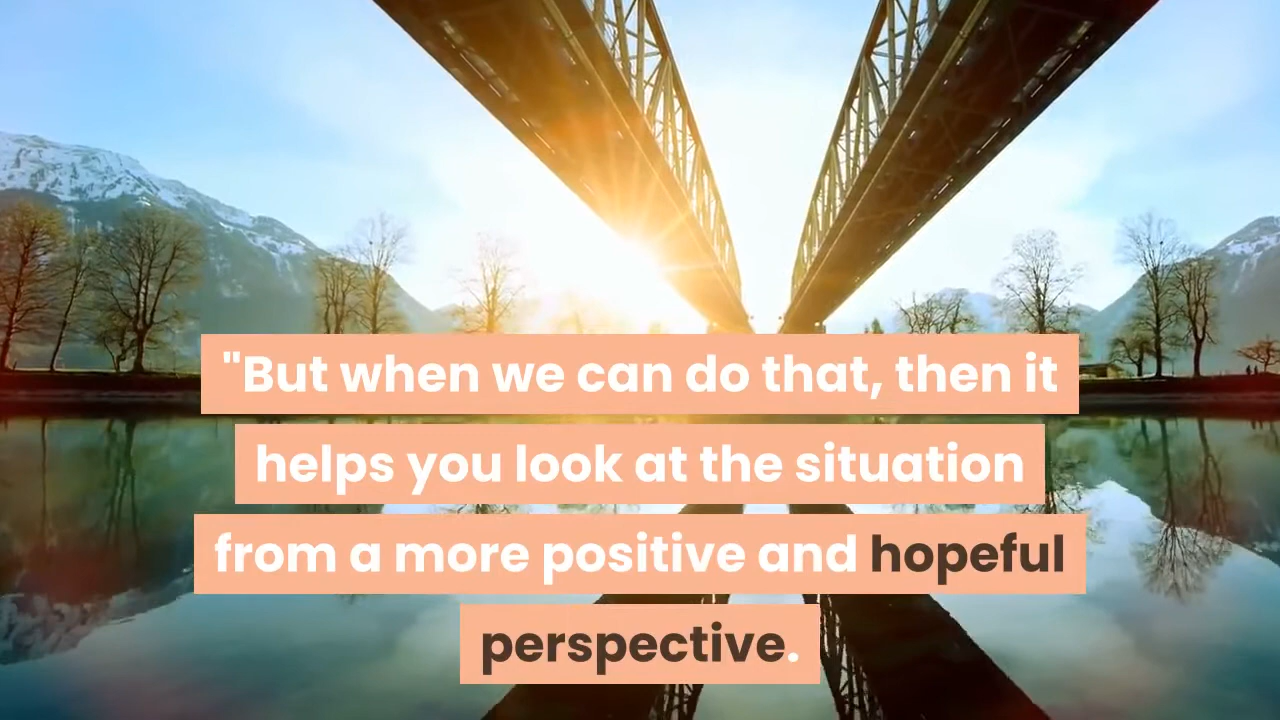 "But when we can do that, then it
helps you look at the situation
from a more positive and hopeful
perspective.